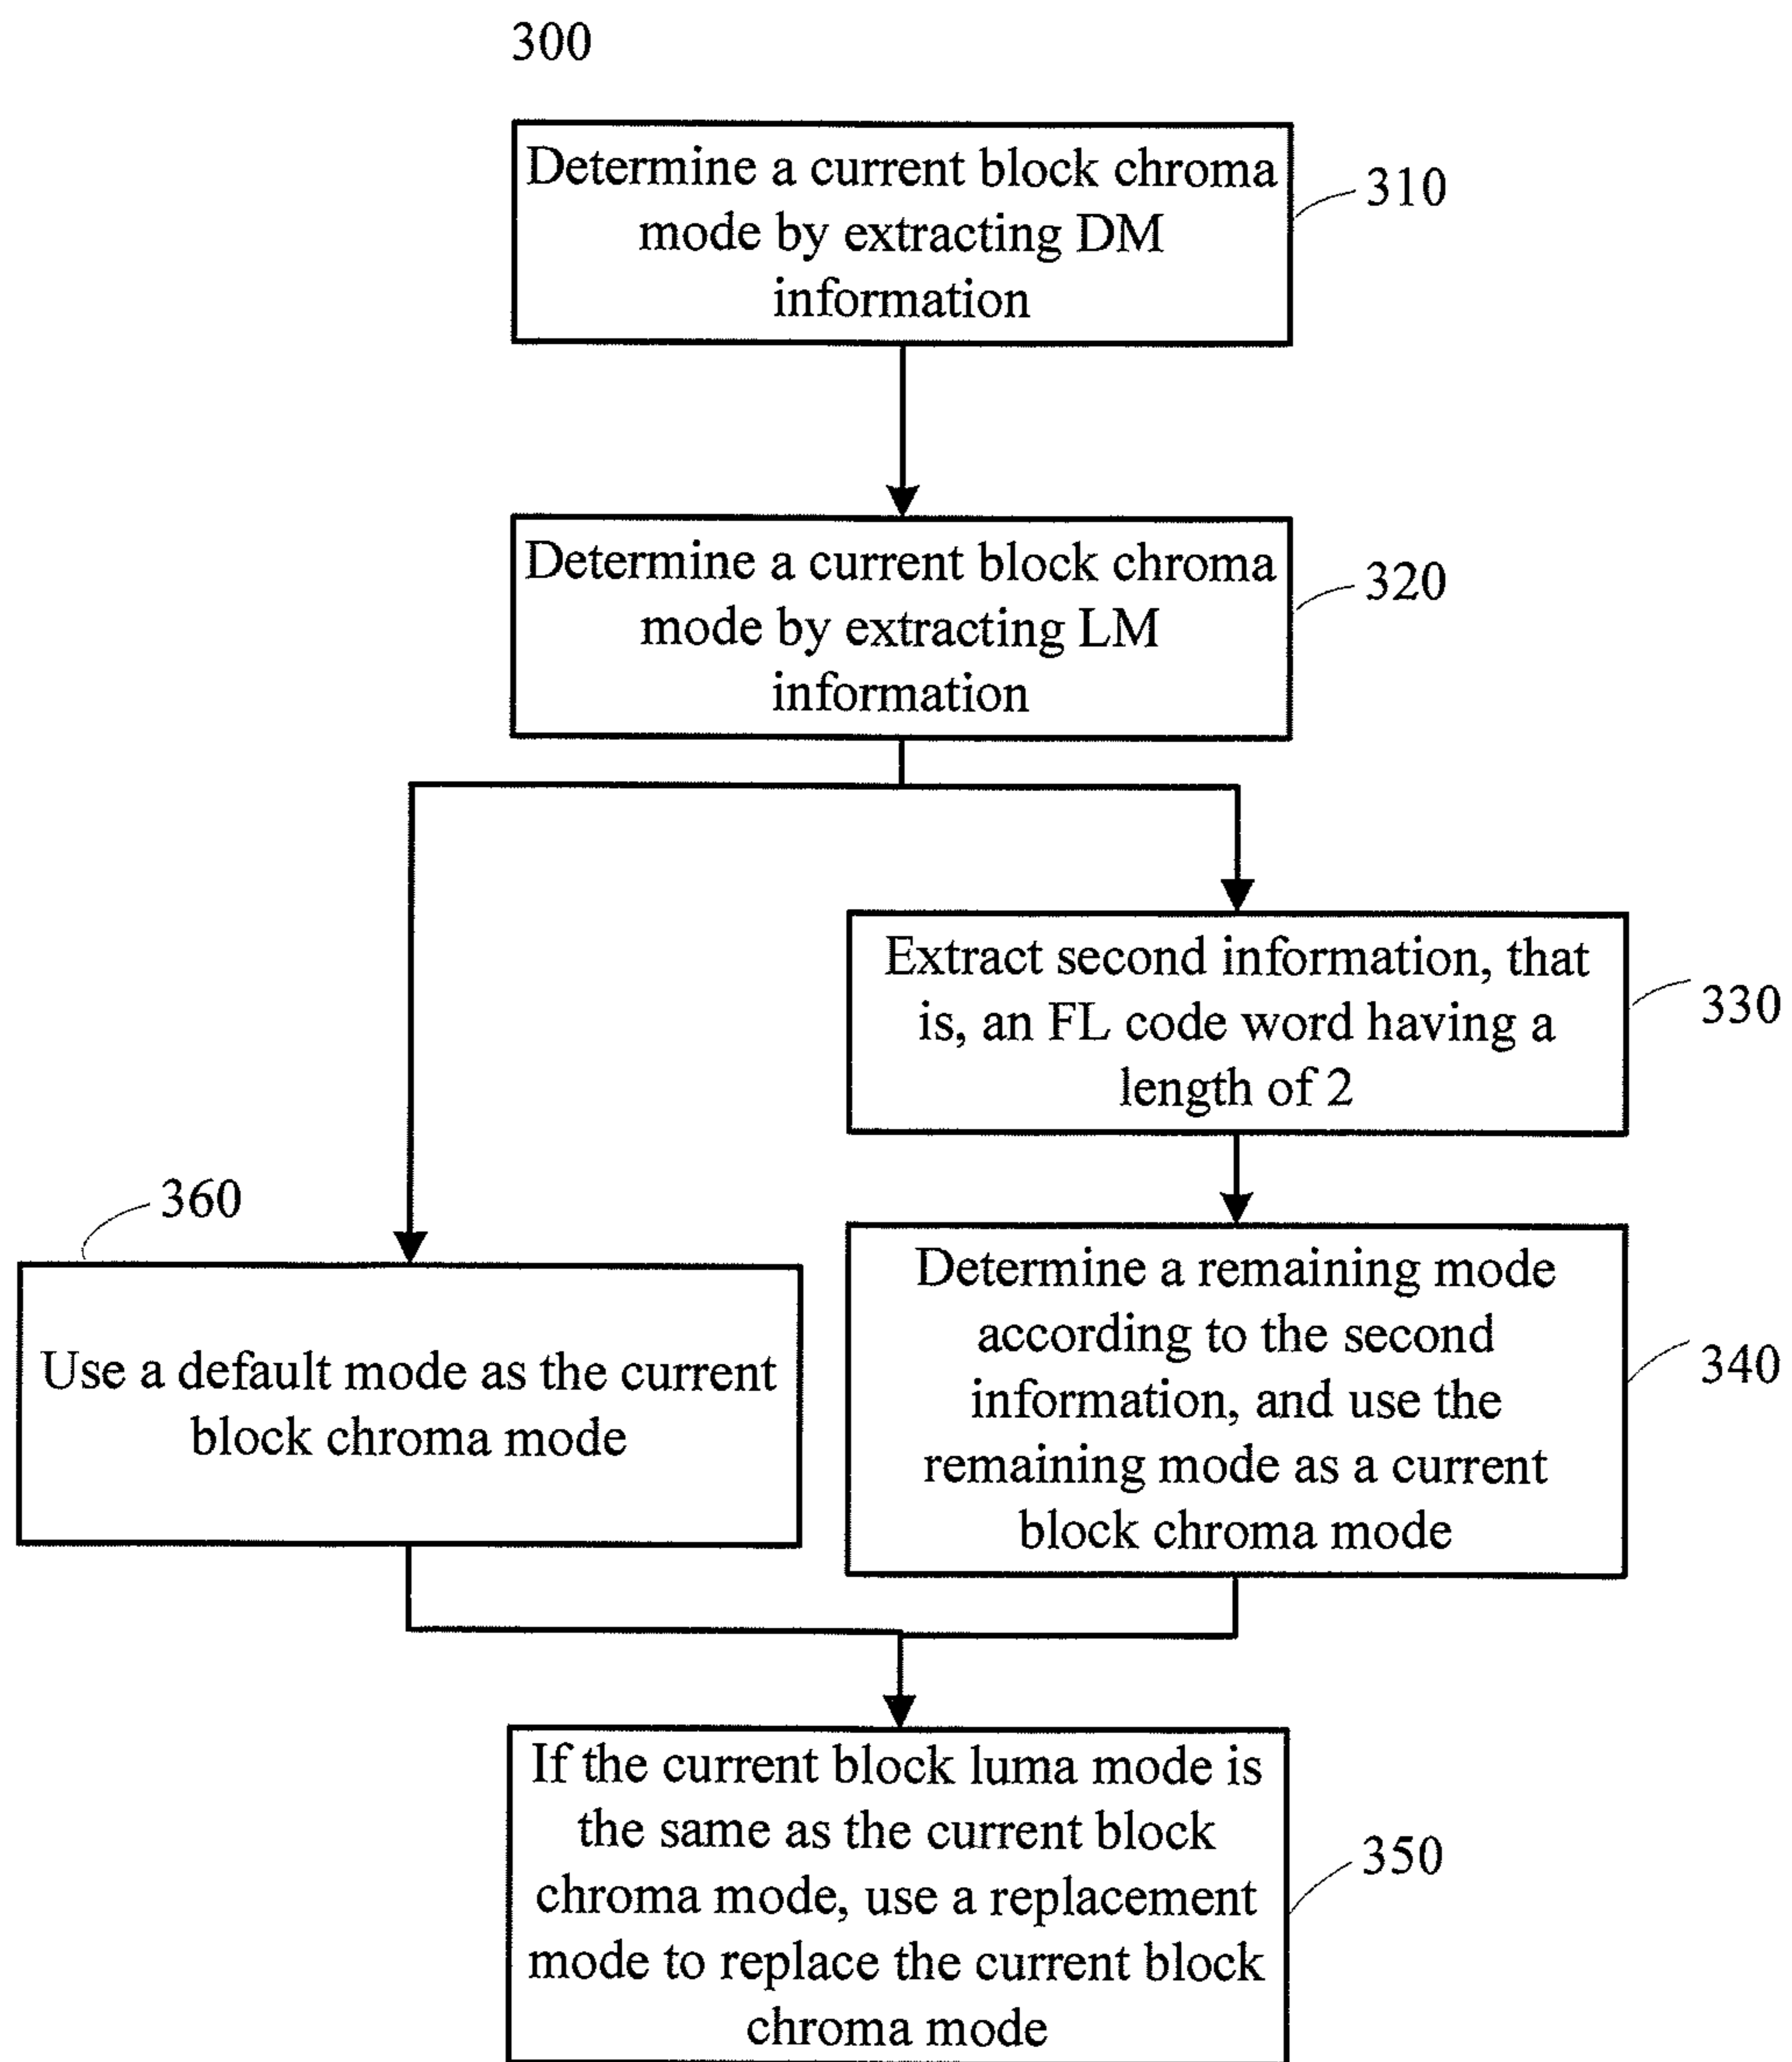 300
Determine a current block chroma
mode by extracting DM
information
310
Determine a current block chroma
mode by extracting LM
information
320
Extract second information, that
is, an FL code word having a
length of 2
330
360
Use a default mode as the current
block chroma mode
Determine a remaining mode
according to the second
information, and use the
remaining mode as a current
block chroma mode
340
If the current block luma mode is
the same as the current block
chroma mode, use a replacement
mode to replace the current block
chroma mode
350